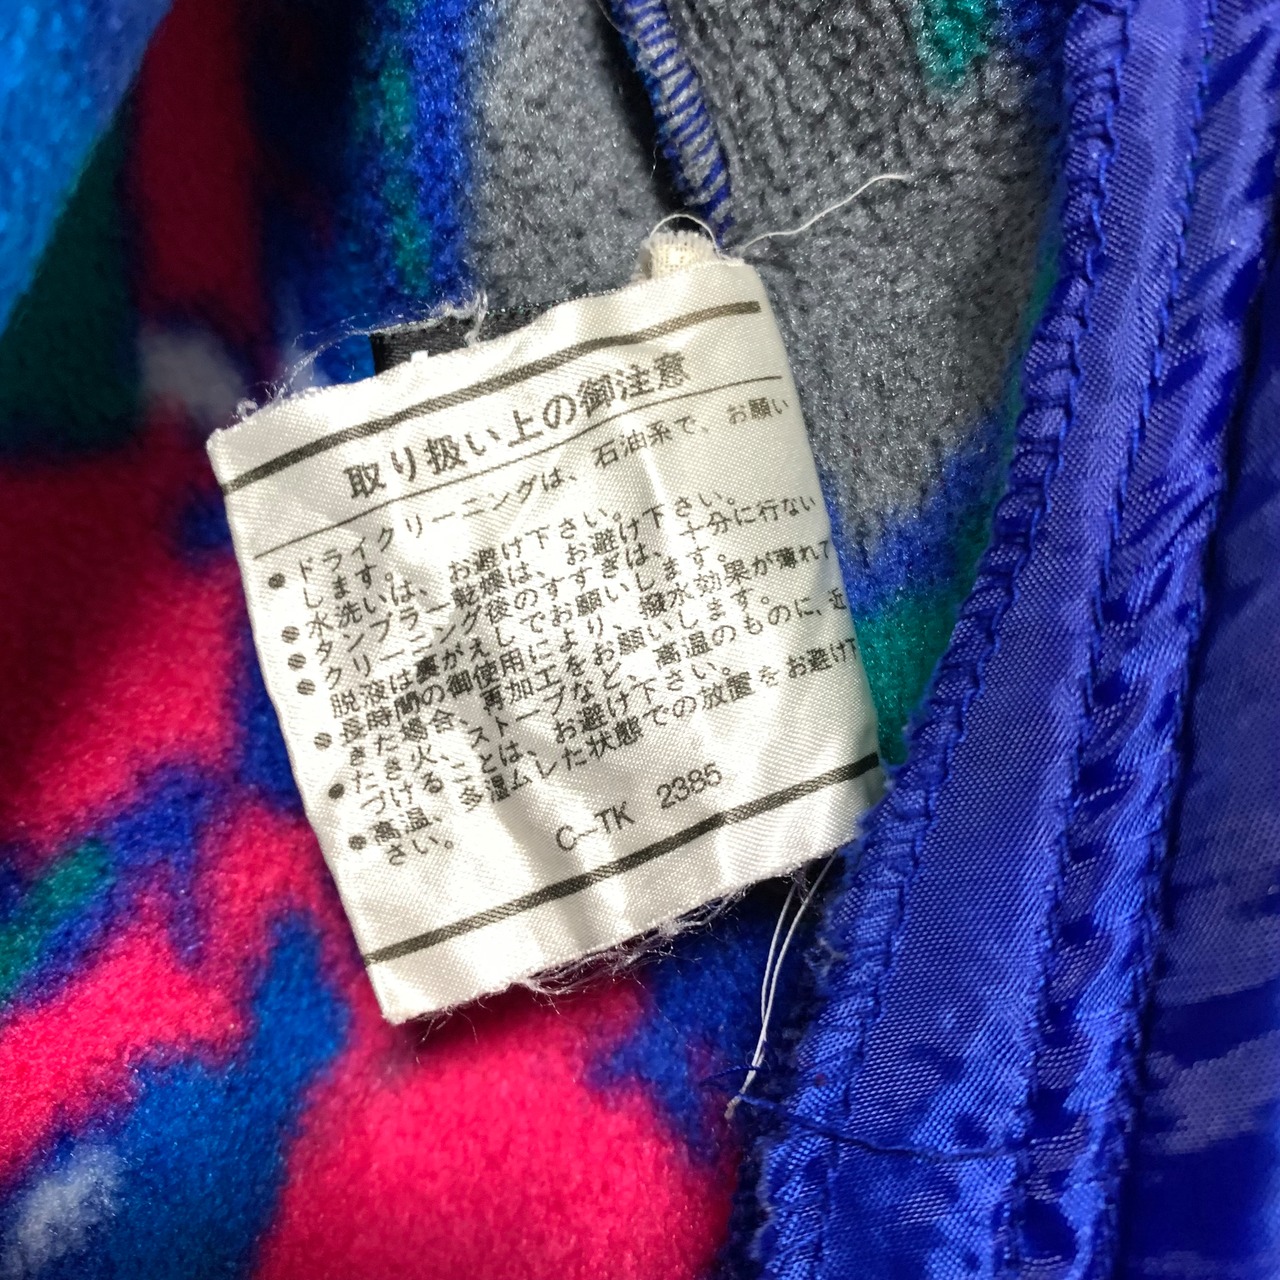 取り扱い上の御注意
●ドライクリーニングは、石油系で、お願い
します。
●水洗いは、お避け下さい。
●タンブラー乾燥は、お避け下さい。
●クリーニング後のすすぎは、十分に行ない
脱液は裏がえしでお願いします。
●長時間の御使用により、撥水効果が薄れて
きた場合、再加工をお願いします。
●たき火、ストーブなど、高温のものに、近
づけることは、お避け下さい。
●高温、多湿ムレた状態での放置をお避け下
さい。
C-TK 2385